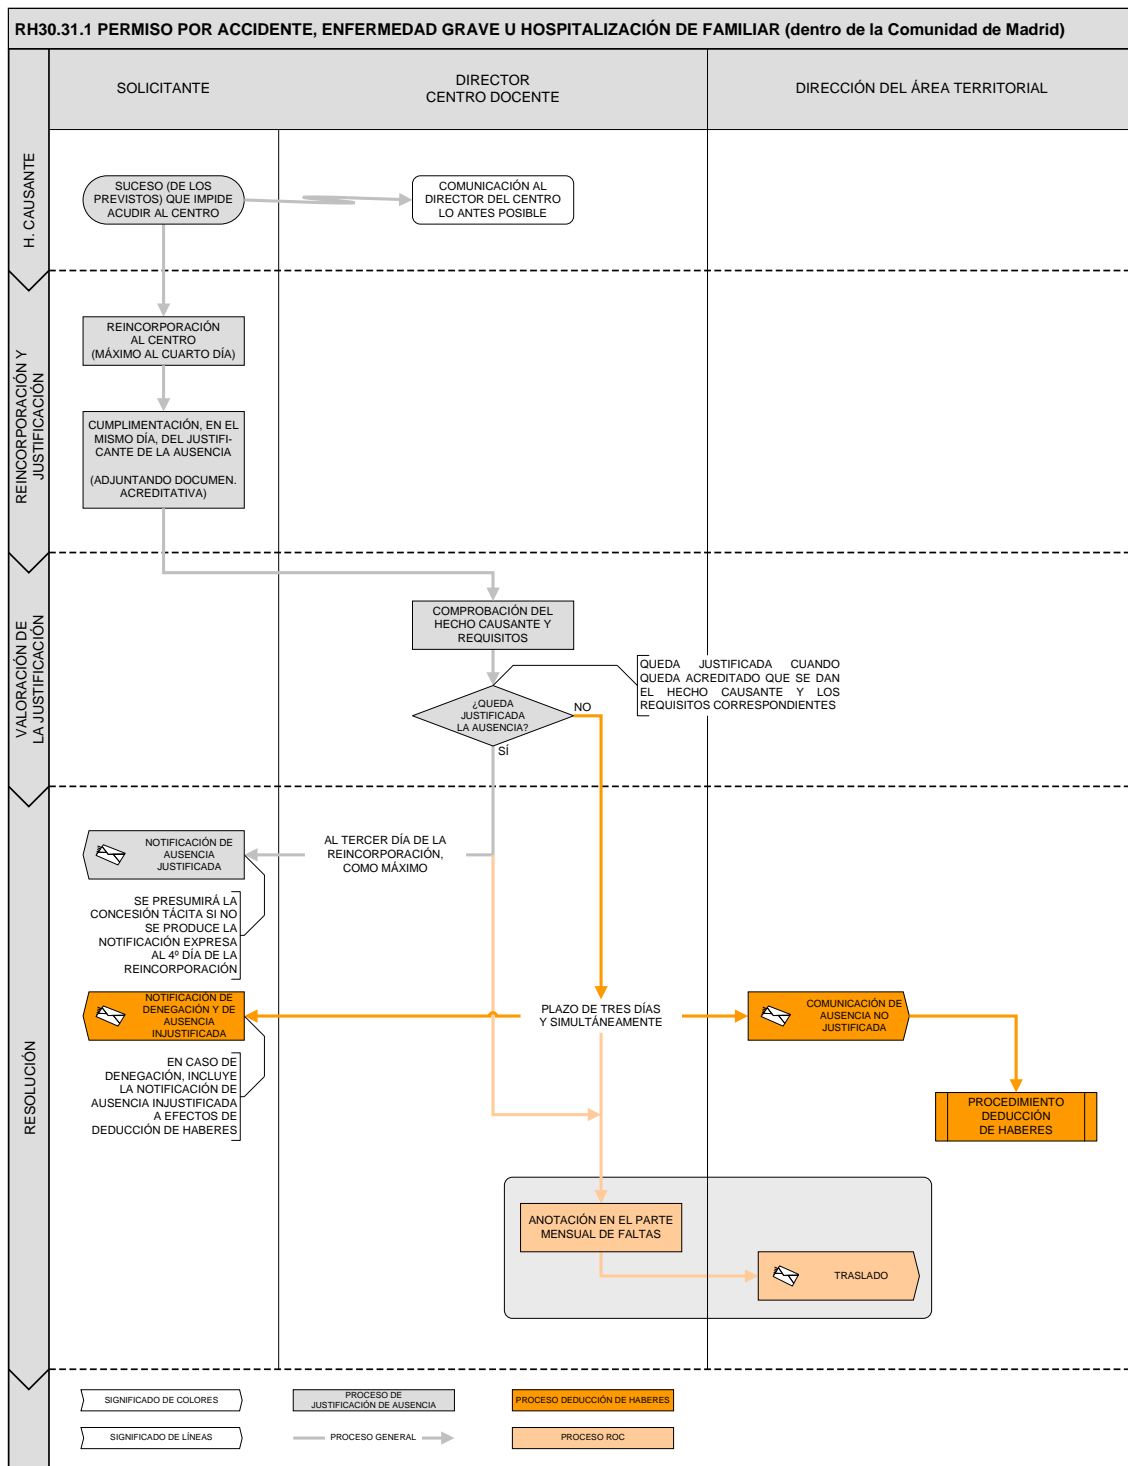 RH30.31.1 PERMISO POR ACCIDENTE, ENFERMEDAD GRAVE U HOSPITALIZACIÓN DE FAMILIAR (dentro de la Comunidad de Madrid)
SOLICITANTE
DIRECTOR
CENTRO DOCENTE
DIRECCIÓN DEL ÁREA TERRITORIAL
H. CAUSANTE
SUCESO (DE LOS
PREVISTOS) QUE IMPIDE
ACUDIR AL CENTRO
COMUNICACIÓN AL
DIRECTOR DEL CENTRO
LO ANTES POSIBLE
REINCORPORACIÓN Y
JUSTIFICACIÓN
REINCORPORACIÓN
AL CENTRO
(MÁXIMO AL CUARTO DÍA)
CUMPLIMENTACIÓN, EN EL
MISMO DÍA, DEL JUSTIFI-
CANTE DE LA AUSENCIA
(ADJUNTANDO DOCUMEN.
ACREDITATIVA)
VALORACIÓN DE
LA JUSTIFICACIÓN
COMPROBACIÓN DEL
HECHO CAUSANTE Y
REQUISITOS
QUEDA JUSTIFICADA CUANDO
QUEDA ACREDITADO QUE SE DAN
EL HECHO CAUSANTE Y LOS
REQUISITOS CORRESPONDIENTES
¿QUEDA
JUSTIFICADA
LA AUSENCIA?
NO
SÍ
RESOLUCIÓN
NOTIFICACIÓN DE
AUSENCIA
JUSTIFICADA
AL TERCER DÍA DE LA
REINCORPORACIÓN,
COMO MÁXIMO
SE PRESUMIRÁ LA
CONCESIÓN TÁCITA SI NO
SE PRODUCE LA
NOTIFICACIÓN EXPRESA
AL 4º DÍA DE LA
REINCORPORACIÓN
NOTIFICACIÓN DE
DENEGACIÓN Y DE
AUSENCIA
INJUSTIFICADA
PLAZO DE TRES DÍAS
Y SIMULTÁNEAMENTE
COMUNICACIÓN DE
AUSENCIA NO
JUSTIFICADA
EN CASO DE
DENEGACIÓN, INCLUYE
LA NOTIFICACIÓN DE
AUSENCIA INJUSTIFICADA
A EFECTOS DE
DEDUCCIÓN DE HABERES
PROCEDIMIENTO
DEDUCCIÓN
DE HABERES
ANOTACIÓN EN EL PARTE
MENSUAL DE FALTAS
TRASLADO
SIGNIFICADO DE COLORES
PROCESO DE
JUSTIFICACIÓN DE AUSENCIA
PROCESO DEDUCCIÓN DE HABERES
SIGNIFICADO DE LÍNEAS
PROCESO GENERAL
PROCESO ROC